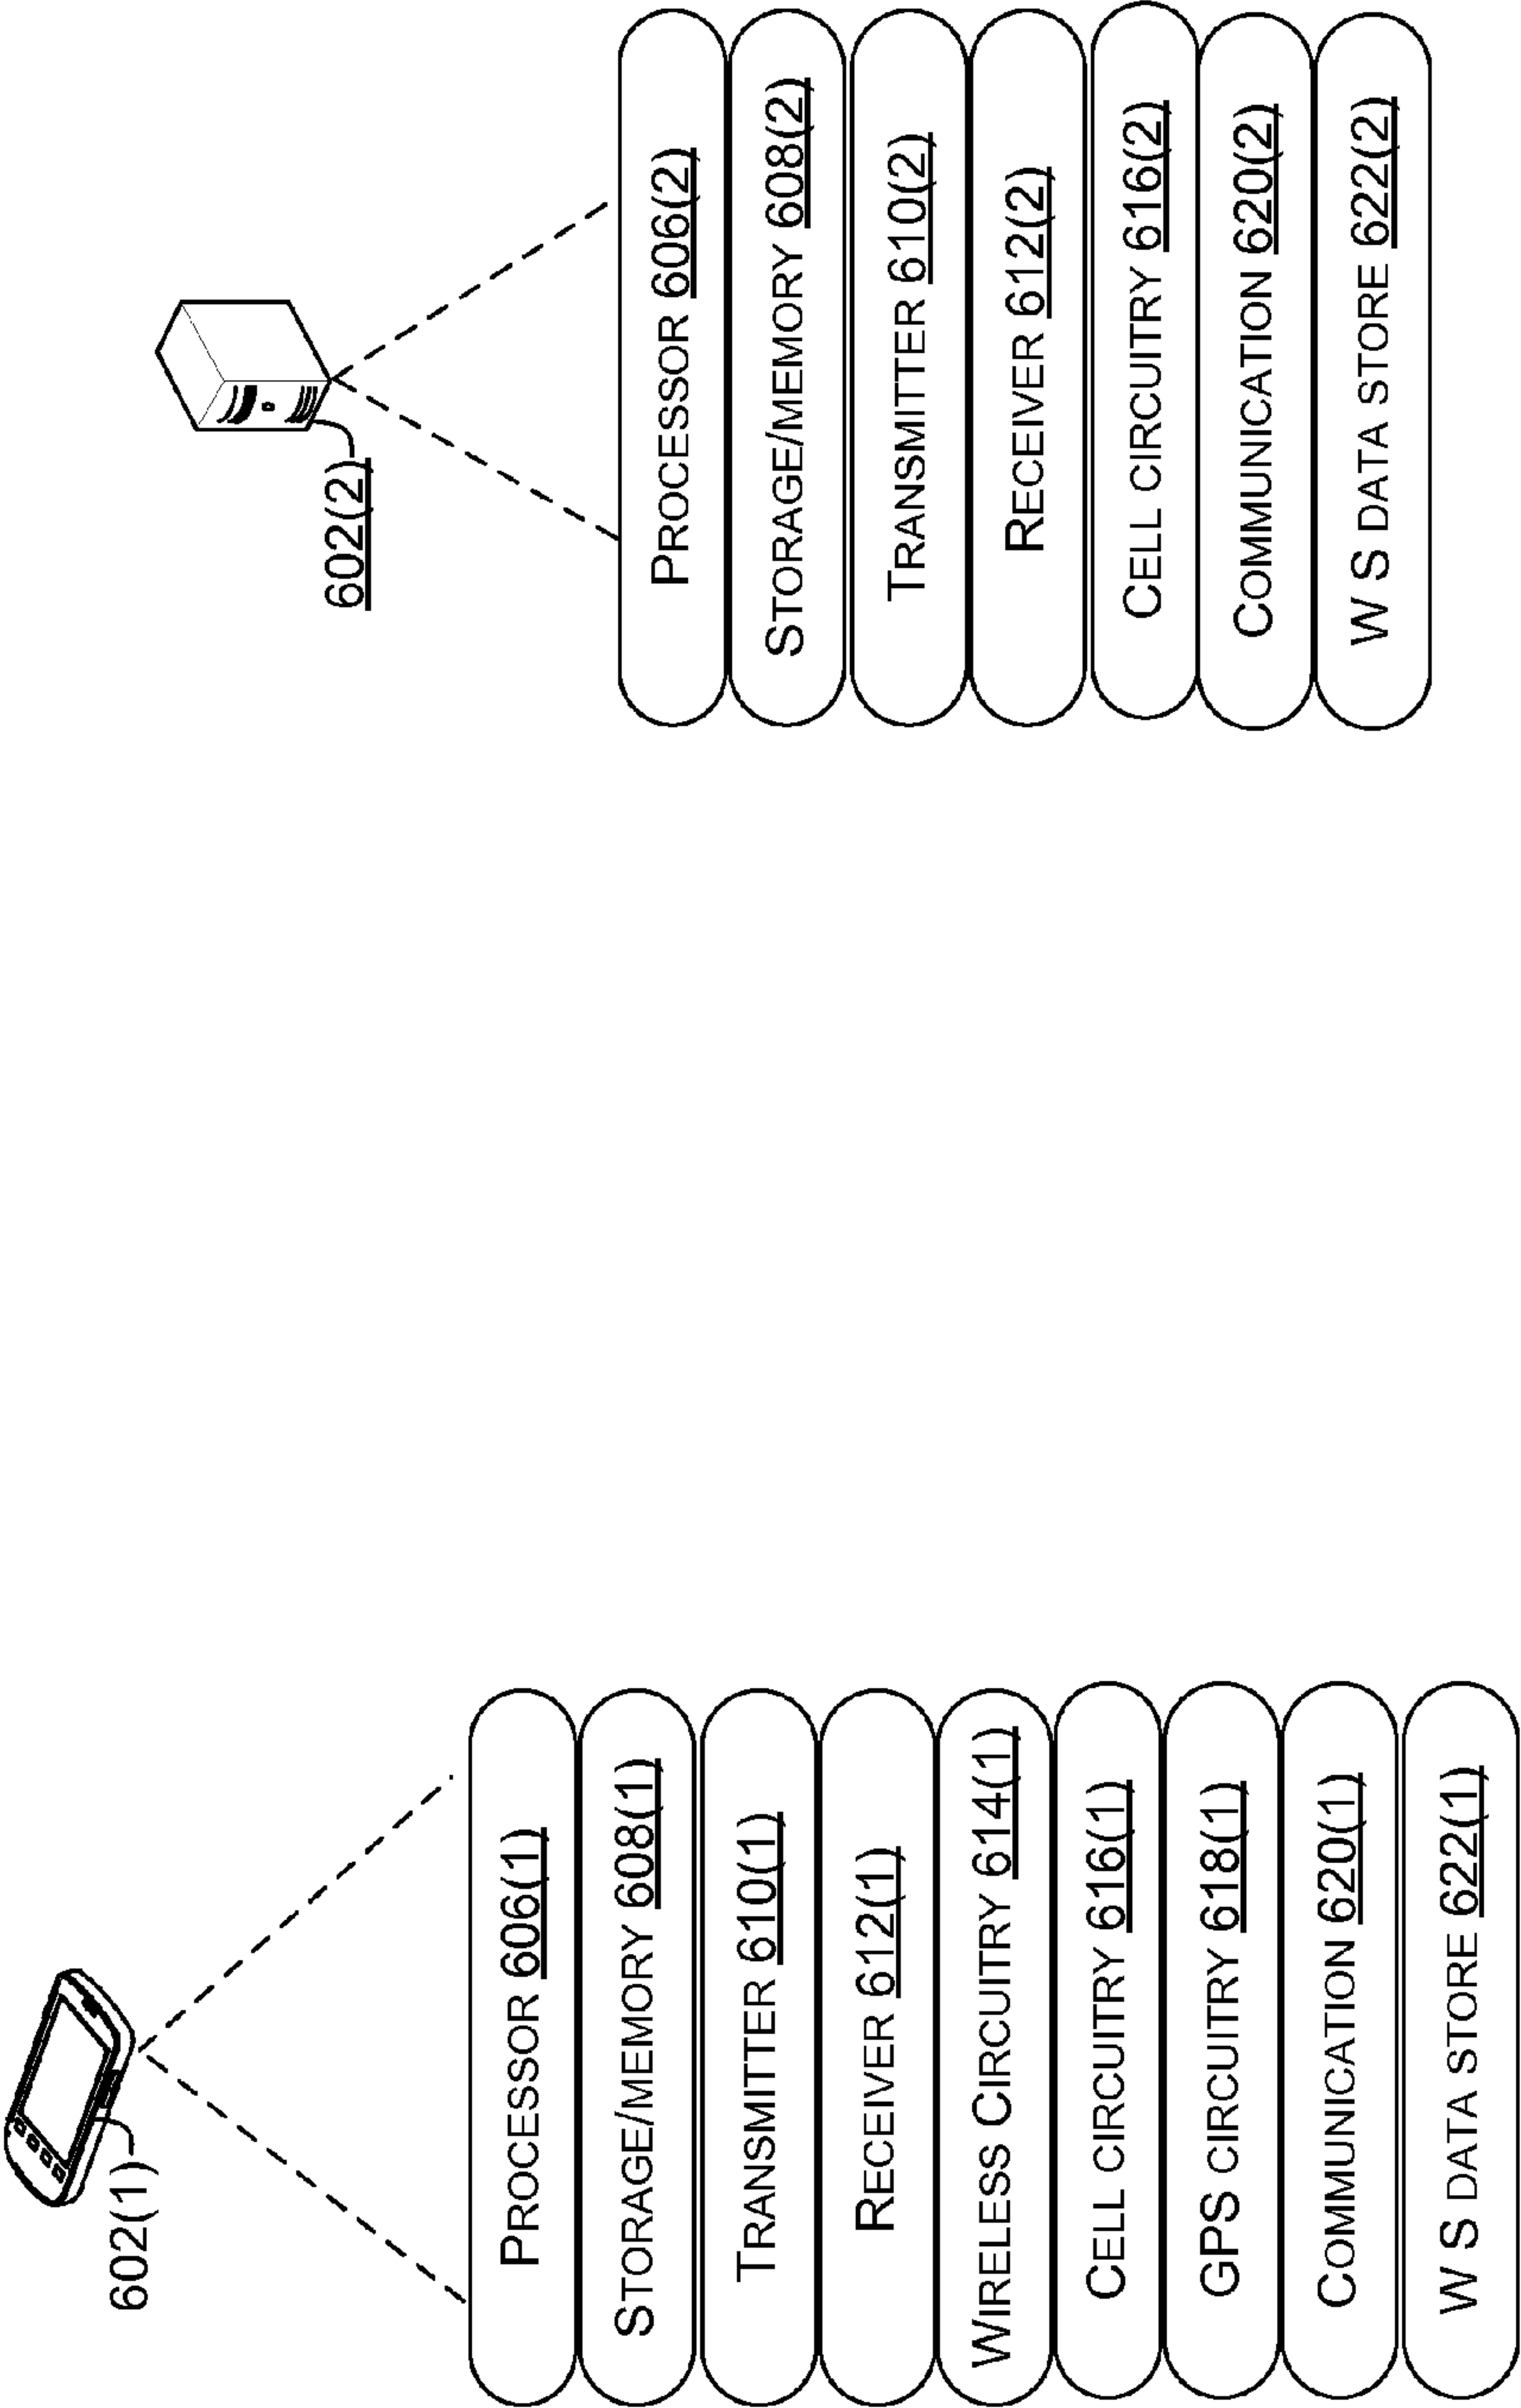 602(1)
PROCESSOR 606(1)
STORAGE/MEMORY 608(1)
TRANSMITTER 610(1)
RECEIVER 612(1)
WIRELESS CIRCUITRY 614(1)
CELL CIRCUITRY 616(1)
GPS CIRCUITRY 618(1)
COMMUNICATION 620(1)
W S DATA STORE 622(1)
602(2)
PROCESSOR 606(2)
STORAGE/MEMORY 608(2)
TRANSMITTER 610(2)
RECEIVER 612(2)
CELL CIRCUITRY 616(2)
COMMUNICATION 620(2)
W S DATA STORE 622(2)